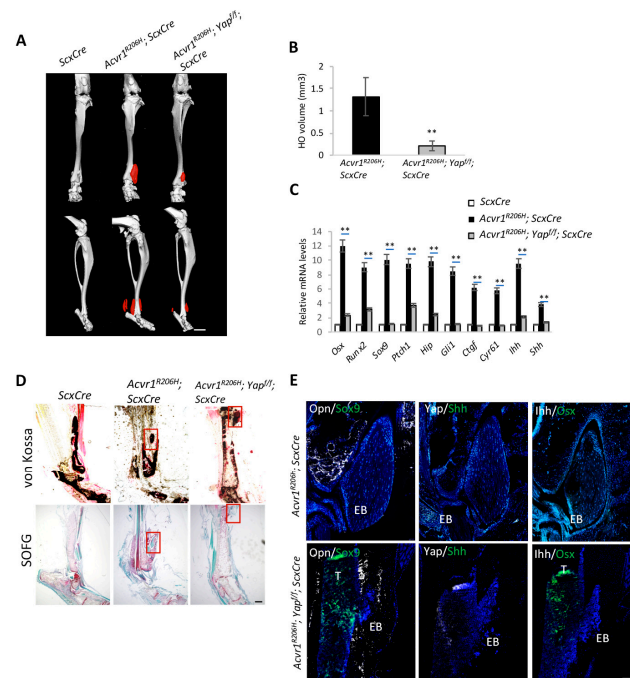 A
ScxCre
Acvr1R206H; ScxCre
Acvr1R206H; Yapf/f;
ScxCre
B
HO volume (mm3)
2
1.5
1
0.5
0
**
Acvr1R206H;
ScxCre
Acvr1R206H; Yapf/f;
ScxCre
C
ScxCre
Acvr1R206H; ScxCre
Acvr1R206H; Yapf/f; ScxCre
Relative mRNA levels
16
14
12
10
8
6
4
2
0
** ** ** ** ** ** ** ** ** **
Osx Runx2 Sox9 Ptch1 Hip Gli1 Ctgf Cyr61 Ihh Shh
D
ScxCre
Acvr1R206H;
ScxCre
Acvr1R206H; Yapf/f;
ScxCre
von Kossa
SOFG
E
Acvr1R206h; ScxCre
Opn/Sox9
EB
Yap/Shh
EB
Ihh/Osx
EB
Acvr1R206H; Yapf/f; ScxCre
Opn/Sox9
T
EB
Yap/Shh
EB
Ihh/Osx
T
EB